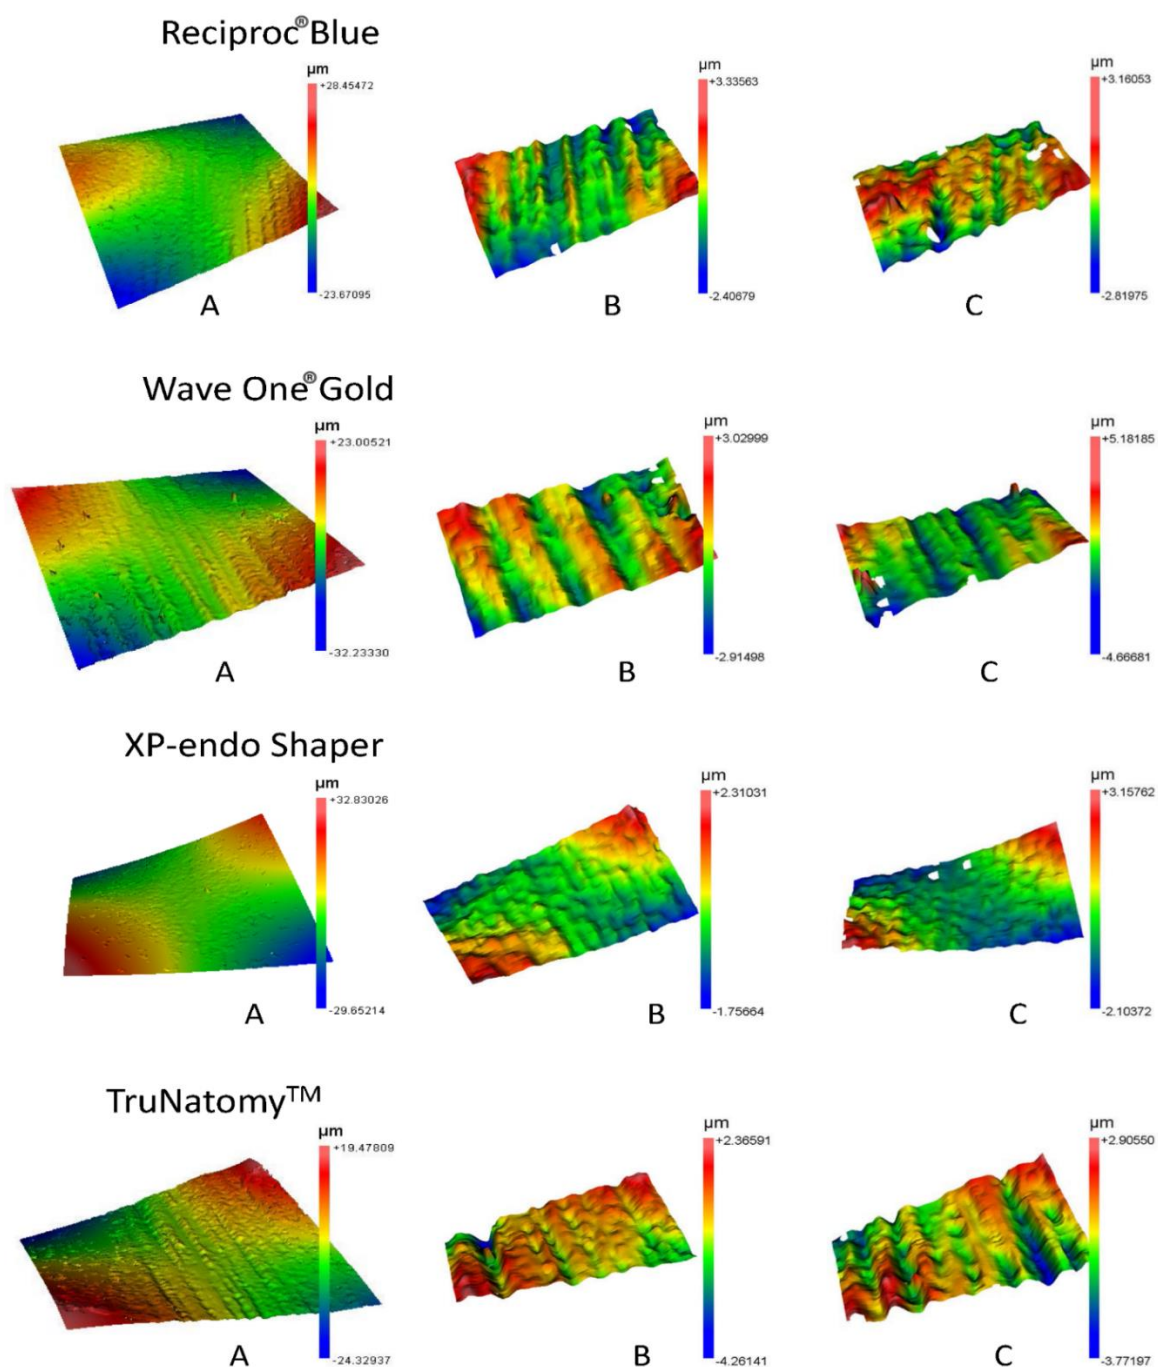 Reciproc®Blue
µm
+28.45472
-23.67095
A
µm
+3.33563
-2.40679
B
µm
+3.16053
-2.81975
C
Wave One®Gold
µm
+23.00521
-32.23330
A
µm
+3.02999
-2.91498
B
µm
+5.18185
-4.66681
C
XP-endo Shaper
µm
+32.83026
-29.65214
A
µm
+2.31031
-1.75664
B
µm
+3.15762
-2.10372
C
TruNatomy™
µm
+19.47809
-24.32937
A
µm
+2.36591
-4.26141
B
µm
+2.90550
-3.77197
C